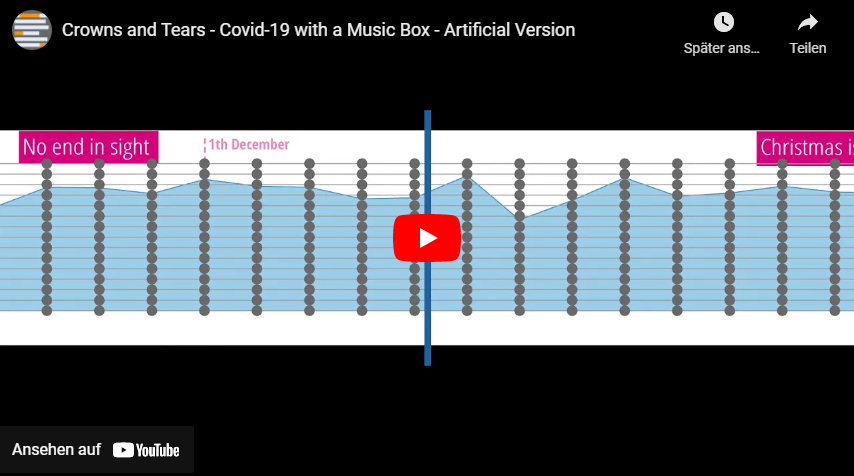 Crowns and Tears - Covid-19 with a Music Box - Artificial Version
Später ans...
Teilen
No end in sight
1th December
Christmas is
Ansehen auf YouTube